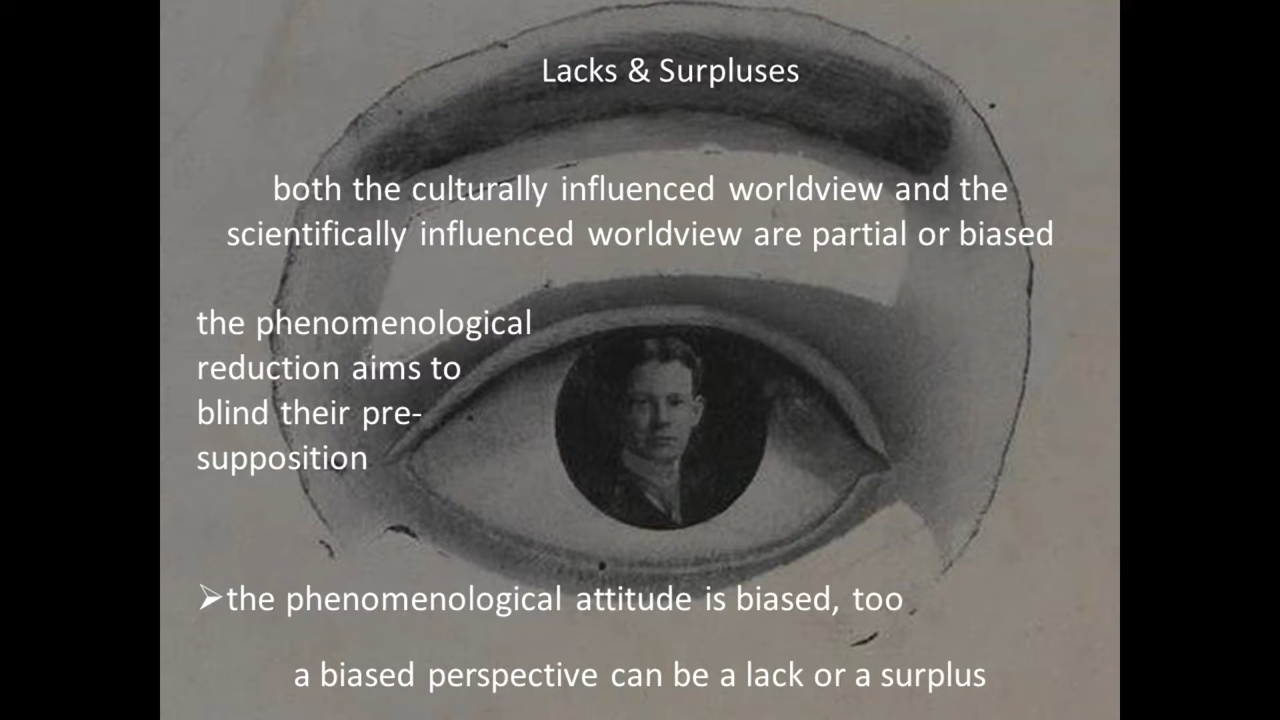 Lacks & Surpluses
both the culturally influenced worldview and the
scientifically influenced worldview are partial or biased
the phenomenological
reduction aims to
blind their pre-
supposition
➢the phenomenological attitude is biased, too
a biased perspective can be a lack or a surplus